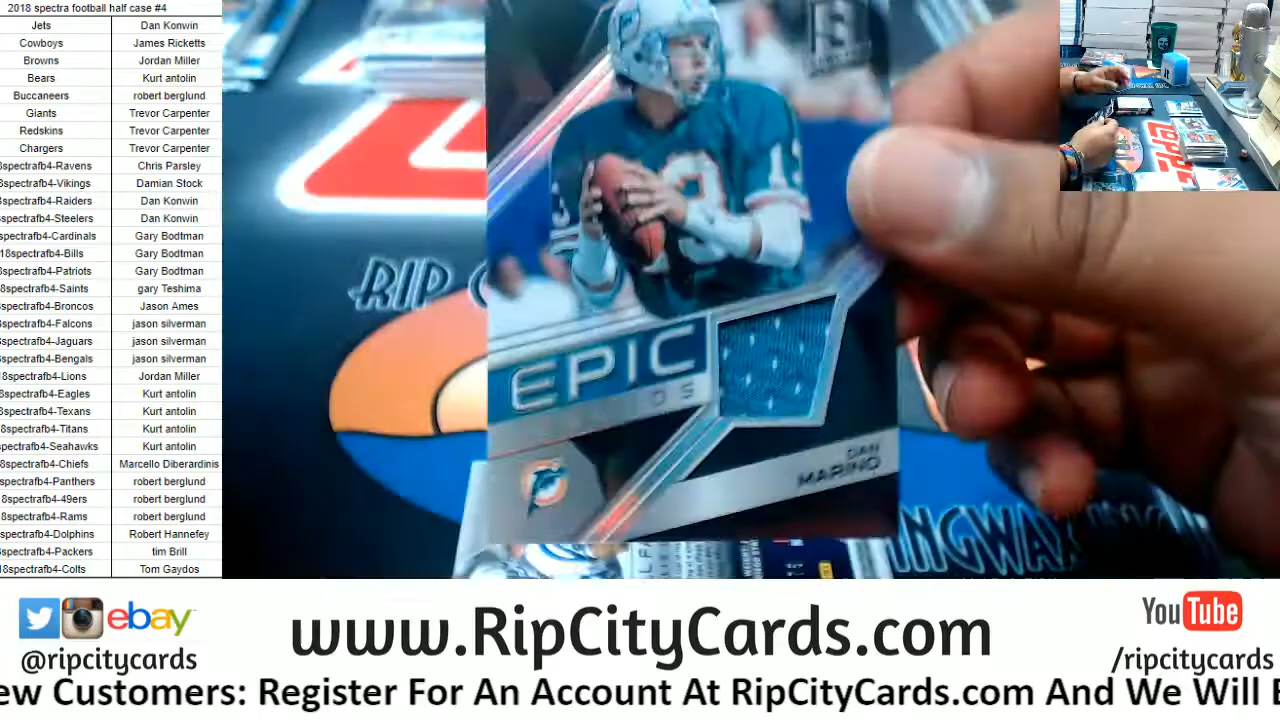 2018 spectra football half case #4
Jets Dan Konwin
Cowboys James Ricketts
Browns Jordan Miller
Bears Kurt antolin
Buccaneers robert berglund
Giants Trevor Carpenter
Redskins Trevor Carpenter
Chargers Trevor Carpenter
8spectrafb4-Ravens Chris Parsley
8spectrafb4-Vikings Damian Stock
8spectrafb4-Raiders Dan Konwin
8spectrafb4-Steelers Dan Konwin
spectrafb4-Cardinals Gary Bodtman
18spectrafb4-Bills Gary Bodtman
8spectrafb4-Patriots Gary Bodtman
8spectrafb4-Saints gary Teshima
8spectrafb4-Broncos Jason Ames
8spectrafb4-Falcons jason silverman
spectrafb4-Jaguars jason silverman
spectrafb4-Bengals jason silverman
18spectrafb4-Lions Jordan Miller
8spectrafb4-Eagles Kurt antolin
8spectrafb4-Texans Kurt antolin
8spectrafb4-Titans Kurt antolin
spectrafb4-Seahawks Kurt antolin
8spectrafb4-Chiefs Marcello Diberardinis
spectrafb4-Panthers robert berglund
8spectrafb4-49ers robert berglund
8spectrafb4-Rams robert berglund
spectrafb4-Dolphins Robert Hannefey
spectrafb4-Packers tim Brill
18spectrafb4-Colts Tom Gaydos
RIP
EPIC
DAN
MARINO
13
ebay
@ripcitycards
www.RipCityCards.com
YouTube
/ripcitycards
ew Customers: Register For An Account At RipCityCards.com And We Will